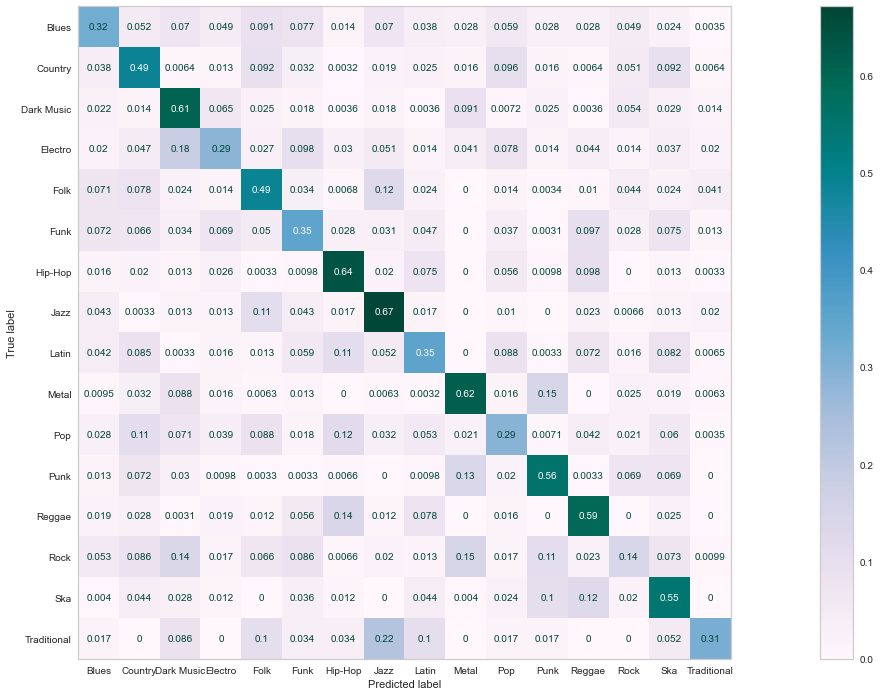 Blues 0.32 0.052 0.07 0.049 0.091 0.077 0.014 0.07 0.038 0.028 0.059 0.028 0.028 0.049 0.024 0.0035
Country 0.038 0.49 0.0064 0.013 0.092 0.032 0.0032 0.019 0.025 0.016 0.096 0.016 0.0064 0.051 0.092 0.0064
Dark Music 0.022 0.014 0.61 0.065 0.025 0.018 0.0036 0.018 0.0036 0.091 0.0072 0.025 0.0036 0.054 0.029 0.014
Electro 0.02 0.047 0.18 0.29 0.027 0.098 0.03 0.051 0.014 0.041 0.078 0.014 0.044 0.014 0.037 0.02
Folk 0.071 0.078 0.024 0.014 0.49 0.034 0.0068 0.12 0.024 0 0.014 0.0034 0.01 0.044 0.024 0.041
Funk 0.072 0.066 0.034 0.069 0.05 0.35 0.028 0.031 0.047 0 0.037 0.0031 0.097 0.028 0.075 0.013
Hip-Hop 0.016 0.02 0.013 0.026 0.0033 0.0098 0.64 0.02 0.075 0 0.056 0.0098 0.098 0 0.013 0.0033
Jazz 0.043 0.0033 0.013 0.013 0.11 0.043 0.017 0.67 0.017 0 0.01 0 0.023 0.0066 0.013 0.02
Latin 0.042 0.085 0.0033 0.016 0.013 0.059 0.11 0.052 0.35 0 0.088 0.0033 0.072 0.016 0.082 0.0065
Metal 0.0095 0.032 0.088 0.016 0.0063 0.013 0 0.0063 0.0032 0.62 0.016 0.15 0 0.025 0.019 0.0063
Pop 0.028 0.11 0.071 0.039 0.088 0.018 0.12 0.032 0.053 0.021 0.29 0.0071 0.042 0.021 0.06 0.0035
Punk 0.013 0.072 0.03 0.0098 0.0033 0.0033 0.0066 0 0.0098 0.13 0.02 0.56 0.0033 0.069 0.069 0
Reggae 0.019 0.028 0.0031 0.019 0.012 0.056 0.14 0.012 0.078 0 0.016 0 0.59 0 0.025 0
Rock 0.053 0.086 0.14 0.017 0.066 0.086 0.0066 0.02 0.013 0.15 0.017 0.11 0.023 0.14 0.073 0.0099
Ska 0.004 0.044 0.028 0.012 0 0.036 0.012 0 0.044 0.004 0.024 0.1 0.12 0.02 0.55 0
Traditional 0.017 0 0.086 0 0.1 0.034 0.034 0.22 0.1 0 0.017 0.017 0 0 0.052 0.31
Blues Country Dark Music Electro Folk Funk Hip-Hop Jazz Latin Metal Pop Punk Reggae Rock Ska Traditional
Predicted label
True label
0.6
0.5
0.4
0.3
0.2
0.1
0.0